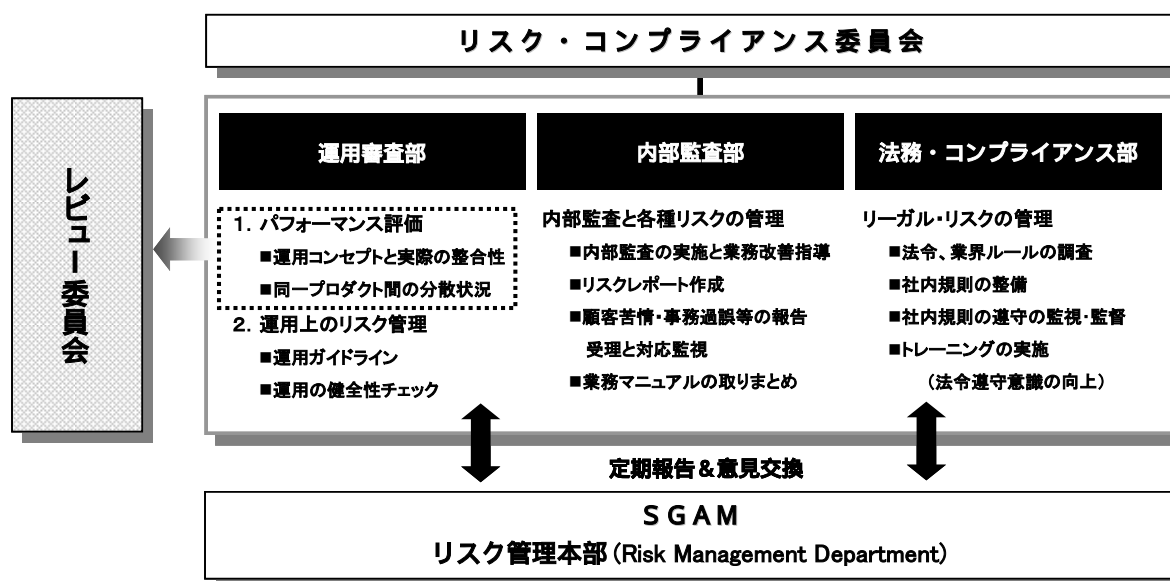 リスク・コンプライアンス委員会
レビュー委員会
運用審査部
1．パフォーマンス評価
■運用コンセプトと実際の整合性
■同一プロダクト間の分散状況
2．運用上のリスク管理
■運用ガイドライン
■運用の健全性チェック
内部監査部
内部監査と各種リスクの管理
■内部監査の実施と業務改善指導
■リスクレポート作成
■顧客苦情・事務過誤等の報告
受理と対応監視
■業務マニュアルの取りまとめ
法務・コンプライアンス部
リーガル・リスクの管理
■法令、業界ルールの調査
■社内規則の整備
■社内規則の遵守の監視・監督
■トレーニングの実施
（法令遵守意識の向上）
定期報告＆意見交換
ＳＧＡＭ
リスク管理本部（Risk Management Department）